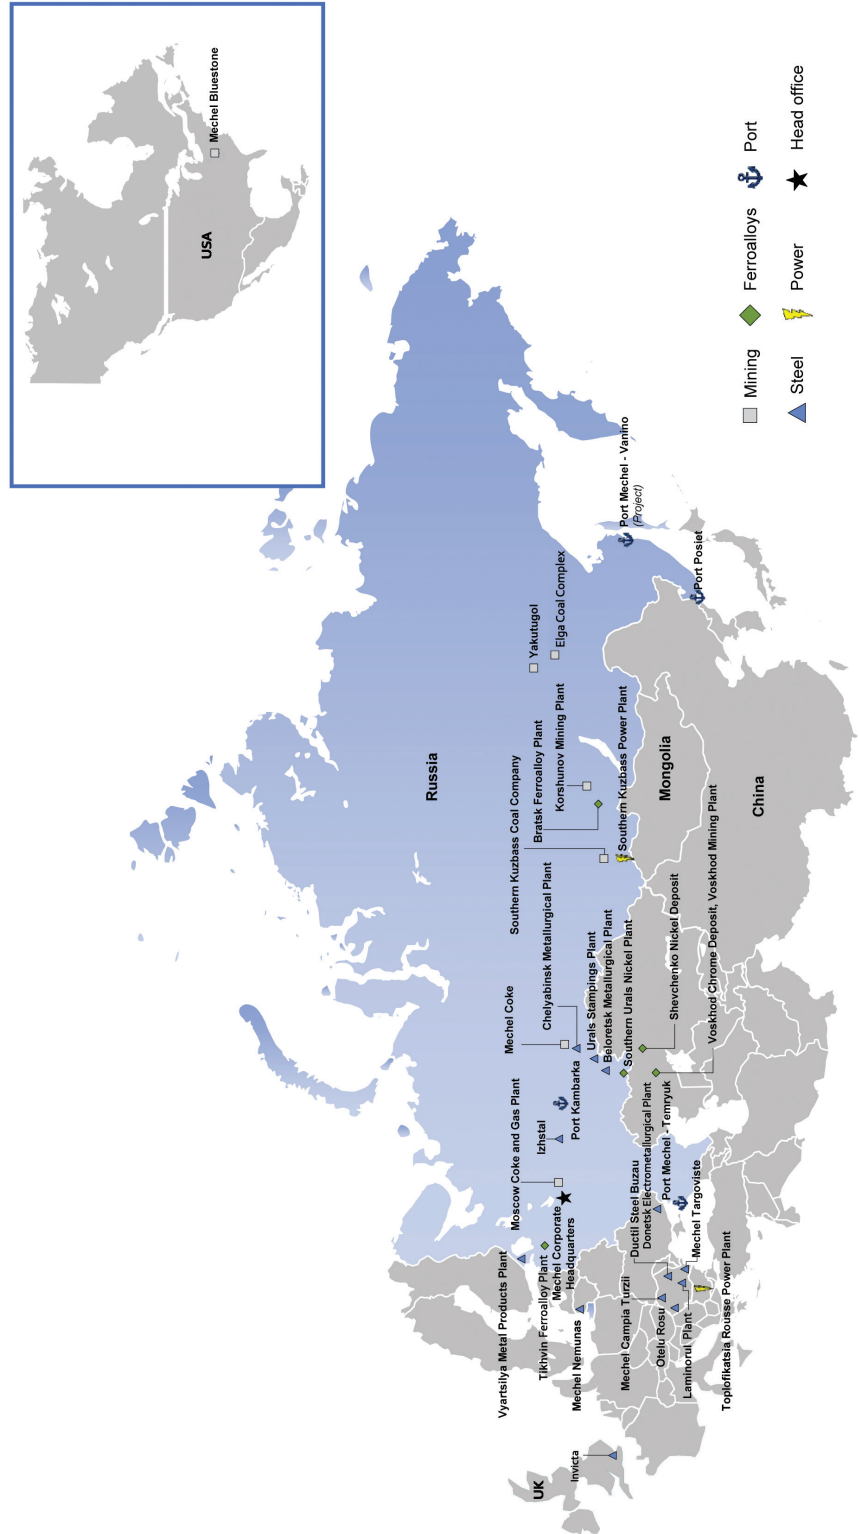 Mechel Bluestone
USA
Russia
Mongolia
China
UK
Port Mechel - Vanino
(Project)
Port Posiet
Yakutugol
Elga Coal Complex
Korshunov Mining Plant
Bratsk Ferroalloy Plant
Southern Kuzbass Coal Company
Southern Kuzbass Power Plant
Chelyabinsk Metallurgical Plant
Mechel Coke
Urals Stampings Plant
Beloretsk Metallurgical Plant
Southern Urals Nickel Plant
Shevchenko Nickel Deposit
Voskhod Chrome Deposit, Voskhod Mining Plant
Port Kambarka
Izhstal
Moscow Coke and Gas Plant
Mechel Corporate
Headquarters
Tikhvin Ferroalloy Plant
Vyartsilya Metal Products Plant
Mechel Nemunas
Invicta
Ductil Steel Buzau
Donetsk Electrometallurgical Plant
Port Mechel - Temryuk
Mechel Targoviste
Mechel Campia Turzii
Otelu Rosu
Laminorul Plant
Toplofikatsia Rousse Power Plant
Mining
Ferroalloys
Port
Steel
Power
Head office